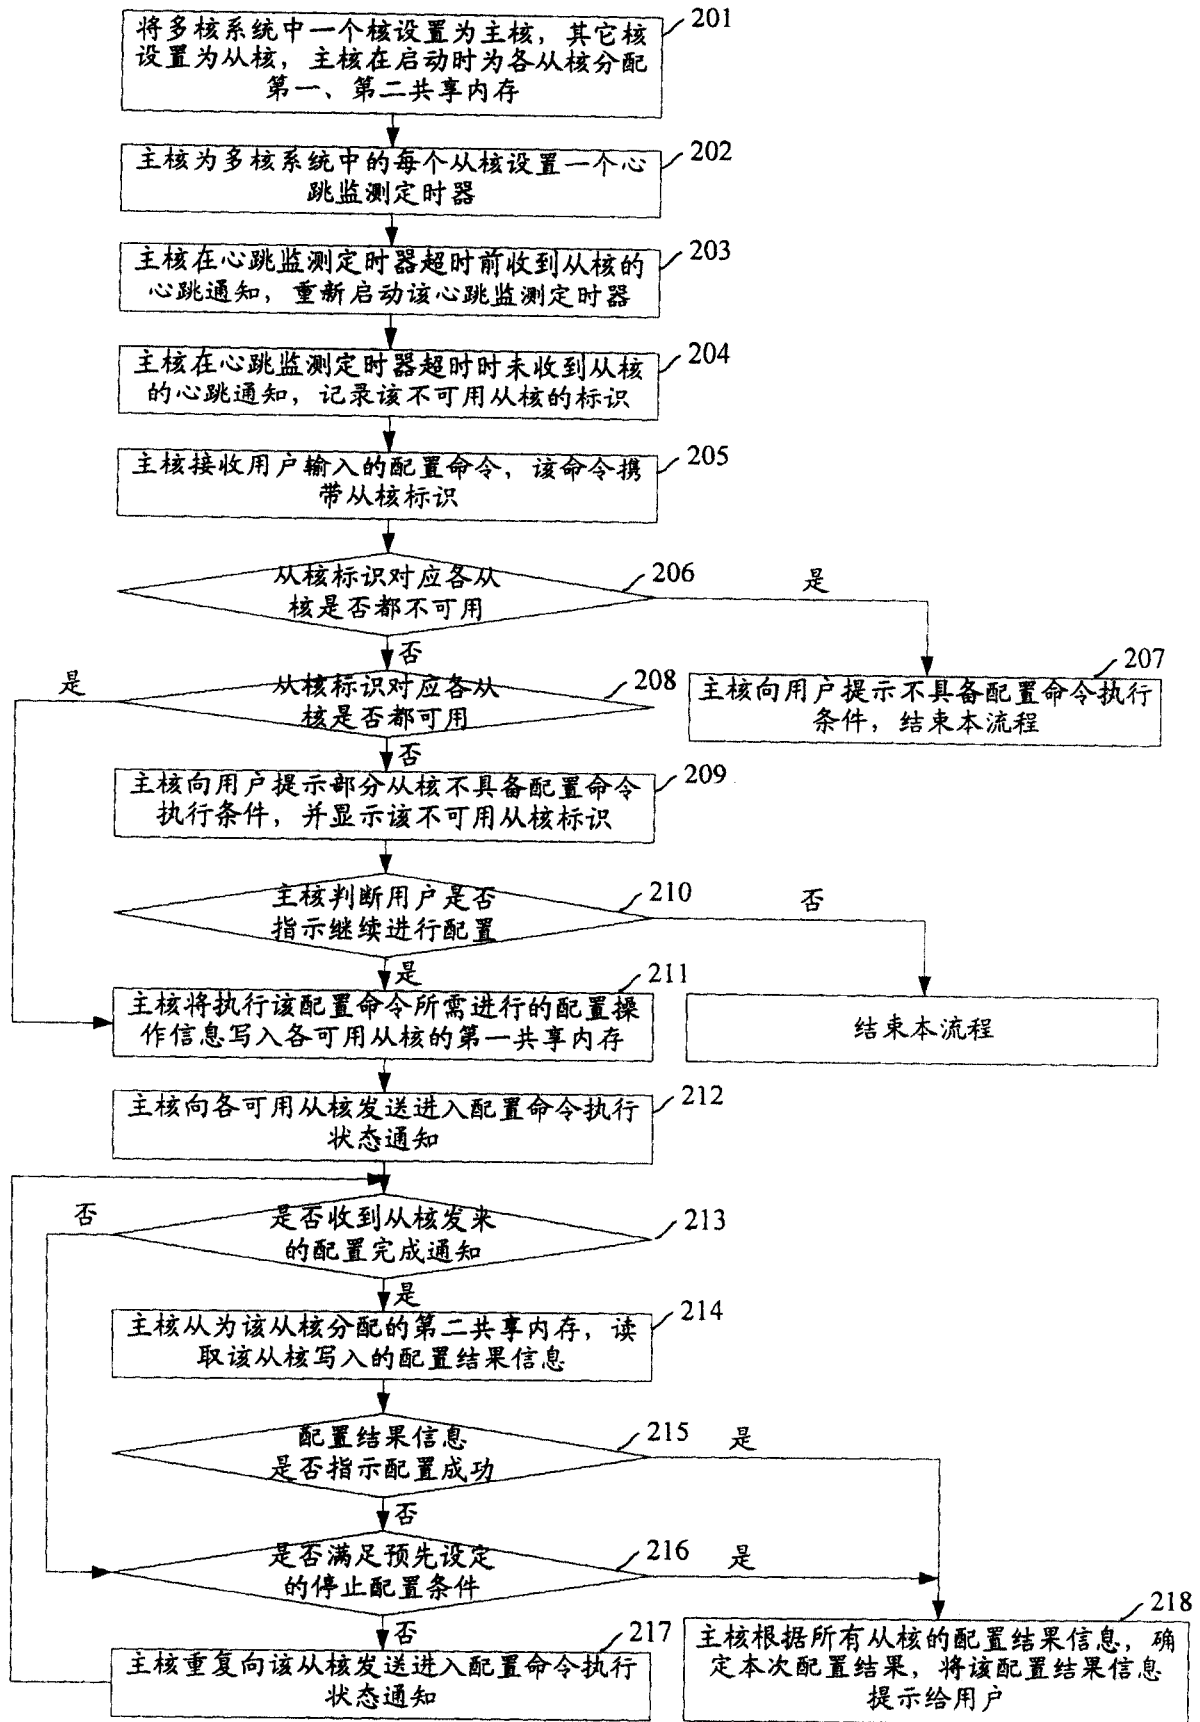 将多核系统中一个核设置为主核，其它核
设置为从核，主核在启动时为各从核分配
第一、第二共享内存
201
主核为多核系统中的每个从核设置一个心
跳监测定时器
202
主核在心跳监测定时器超时前收到从核的
心跳通知，重新启动该心跳监测定时器
203
主核在心跳监测定时器超时时未收到从核
的心跳通知，记录该不可用从核的标识
204
主核接收用户输入的配置命令，该命令携
带从核标识
205
从核标识对应各从
核是否都不可用
206
是
否
主核向用户提示不具备配置命令执行
条件，结束本流程
207
从核标识对应各从
核是否都可用
208
是
否
主核向用户提示部分从核不具备配置命令
执行条件，并显示该不可用从核标识
209
主核判断用户是否
指示继续进行配置
210
否
是
主核将执行该配置命令所需进行的配置操
作信息写入各可用从核的第一共享内存
211
结束本流程
主核向各可用从核发送进入配置命令执行
状态通知
212
是否收到从核发来
的配置完成通知
213
否
是
主核从为该从核分配的第二共享内存，读
取该从核写入的配置结果信息
214
配置结果信息
是否指示配置成功
215
是
否
是否满足预先设定
的停止配置条件
216
是
否
主核重复向该从核发送进入配置命令执行
状态通知
217
主核根据所有从核的配置结果信息，确
定本次配置结果，将该配置结果信息
提示给用户
218